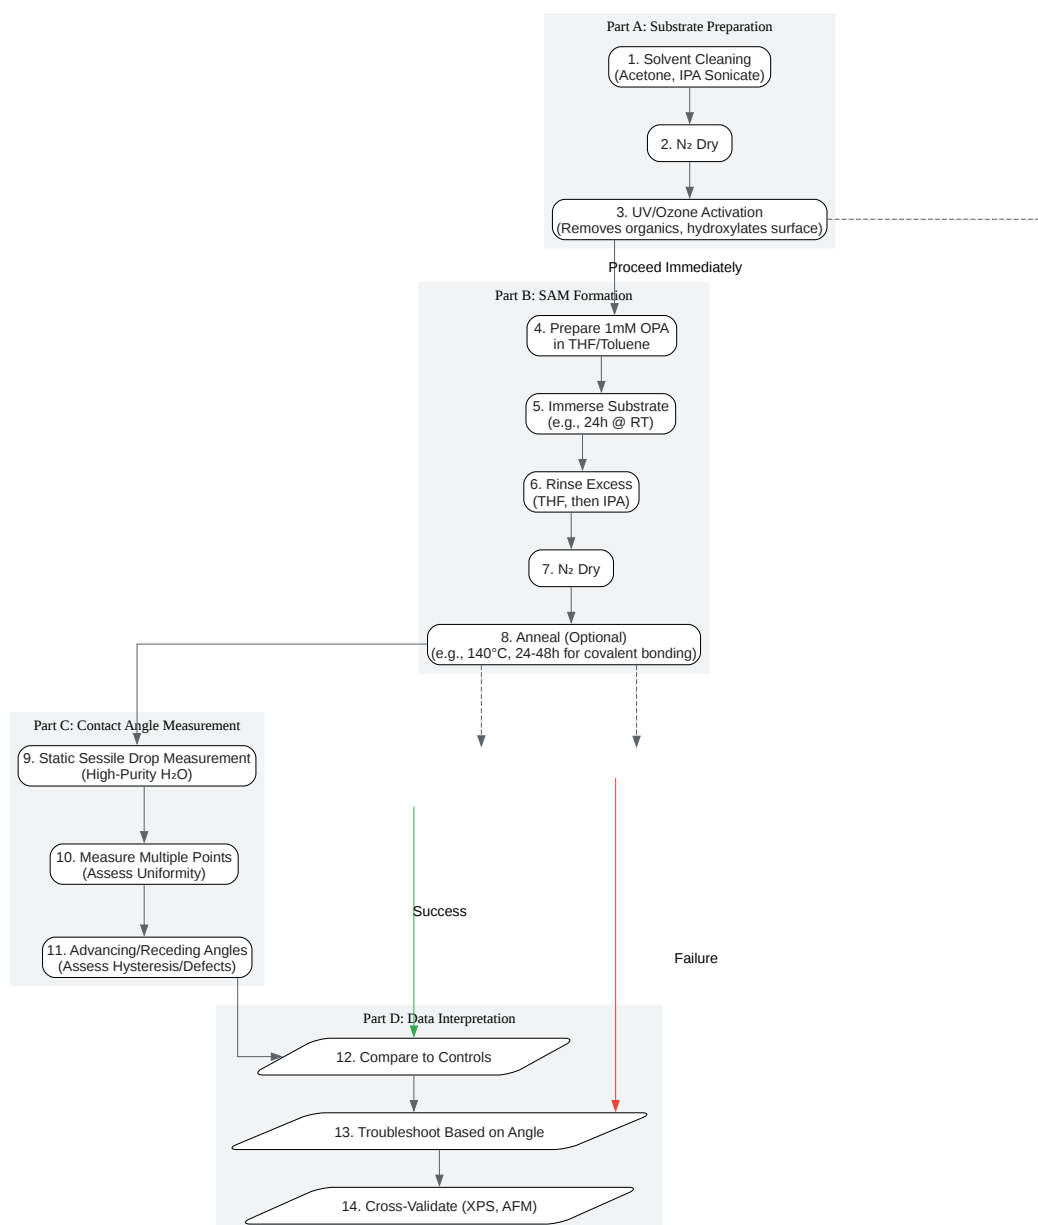 Part A: Substrate Preparation
1. Solvent Cleaning
(Acetone, IPA Sonicate)
2. N₂ Dry
3. UV/Ozone Activation
(Removes organics, hydroxylates surface)
Proceed Immediately
Part B: SAM Formation
4. Prepare 1mM OPA
in THF/Toluene
5. Immerse Substrate
(e.g., 24h @ RT)
6. Rinse Excess
(THF, then IPA)
7. N₂ Dry
8. Anneal (Optional)
(e.g., 140°C, 24-48h for covalent bonding)
Part C: Contact Angle Measurement
9. Static Sessile Drop Measurement
(High-Purity H₂O)
10. Measure Multiple Points
(Assess Uniformity)
11. Advancing/Receding Angles
(Assess Hysteresis/Defects)
Success
Failure
Part D: Data Interpretation
12. Compare to Controls
13. Troubleshoot Based on Angle
14. Cross-Validate (XPS, AFM)